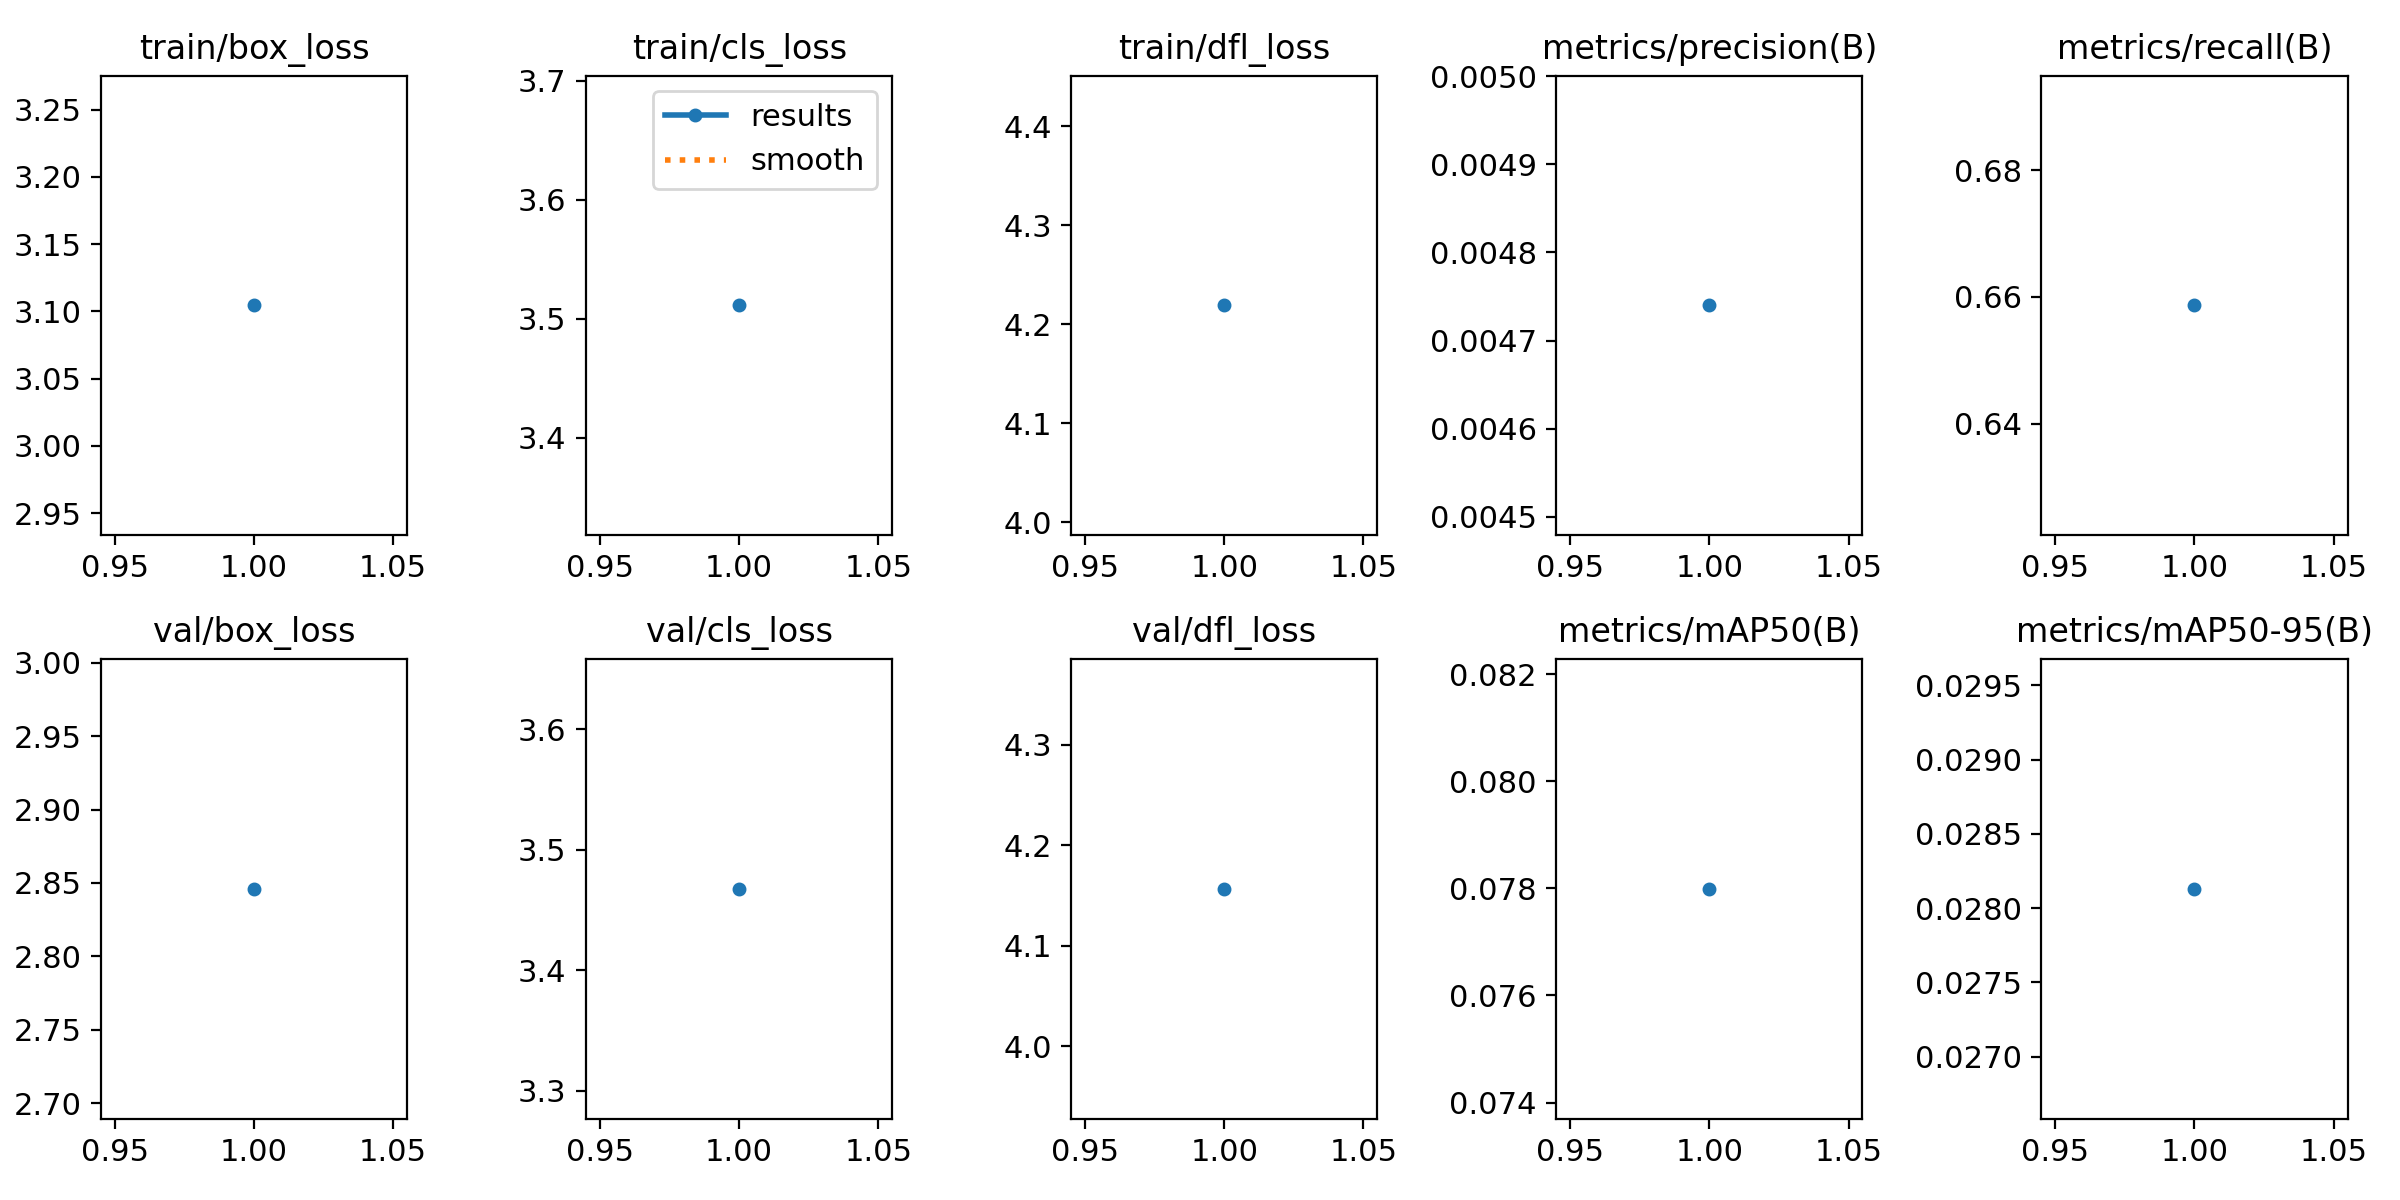 train/box_loss
3.25
3.20
3.15
3.10
3.05
3.00
2.95
0.95 1.00 1.05
train/cls_loss
3.7
3.6
3.5
3.4
results
smooth
0.95 1.00 1.05
train/dfl_loss
4.4
4.3
4.2
4.1
4.0
0.95 1.00 1.05
metrics/precision(B)
0.0050
0.0049
0.0048
0.0047
0.0046
0.0045
0.95 1.00 1.05
metrics/recall(B)
0.68
0.66
0.64
0.95 1.00 1.05
val/box_loss
3.00
2.95
2.90
2.85
2.80
2.75
2.70
0.95 1.00 1.05
val/cls_loss
3.6
3.5
3.4
3.3
0.95 1.00 1.05
val/dfl_loss
4.3
4.2
4.1
4.0
0.95 1.00 1.05
metrics/mAP50(B)
0.082
0.080
0.078
0.076
0.074
0.95 1.00 1.05
metrics/mAP50-95(B)
0.0295
0.0290
0.0285
0.0280
0.0275
0.0270
0.95 1.00 1.05